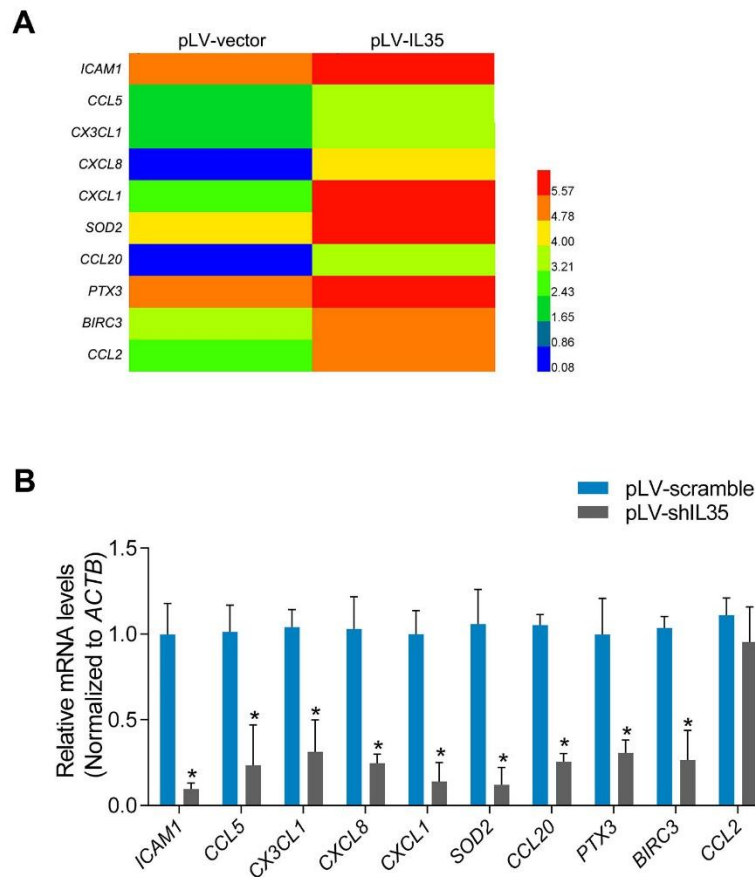 A
pLV-vector pLV-IL35
ICAM1
CCL5
CX3CL1
CXCL8
CXCL1
SOD2
CCL20
PTX3
BIRC3
CCL2
5.57
4.78
4.00
3.21
2.43
1.65
0.86
0.08
B
pLV-scramble
pLV-shIL35
Relative mRNA levels
(Normalized to ACTB)
1.5
1.0
0.5
0.0
* * * * * * * * *
ICAM1 CCL5 CX3CL1 CXCL8 CXCL1 SOD2 CCL20 PTX3 BIRC3 CCL2